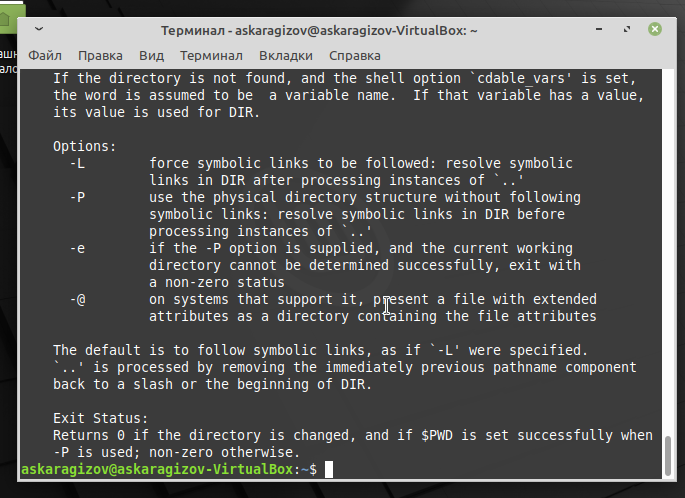 Терминал - askaragizov@askaragizov-VirtualBox: ~
Файл Правка Вид Терминал Вкладки Справка
If the directory is not found, and the shell option `cdable_vars' is set,
the word is assumed to be  a variable name.  If that variable has a value,
its value is used for DIR.
Options:
-L force symbolic links to be followed: resolve symbolic
links in DIR after processing instances of `..'
-P use the physical directory structure without following
symbolic links: resolve symbolic links in DIR before
processing instances of `..'
-e if the -P option is supplied, and the current working
directory cannot be determined successfully, exit with
a non-zero status
-@ on systems that support it, present a file with extended
attributes as a directory containing the file attributes
The default is to follow symbolic links, as if `-L' were specified.
`..' is processed by removing the immediately previous pathname component
back to a slash or the beginning of DIR.
Exit Status:
Returns 0 if the directory is changed, and if $PWD is set successfully when
-P is used; non-zero otherwise.
askaragizov@askaragizov-VirtualBox:~$